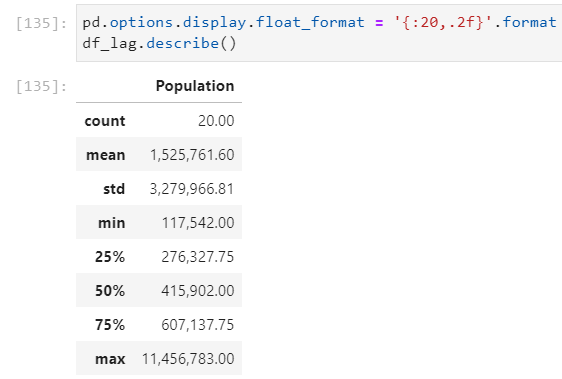 [135]: pd.options.display.float_format = '{:20,.2f}'.format
df_lag.describe()
[135]:
Population
count 20.00
mean 1,525,761.60
std 3,279,966.81
min 117,542.00
25% 276,327.75
50% 415,902.00
75% 607,137.75
max 11,456,783.00